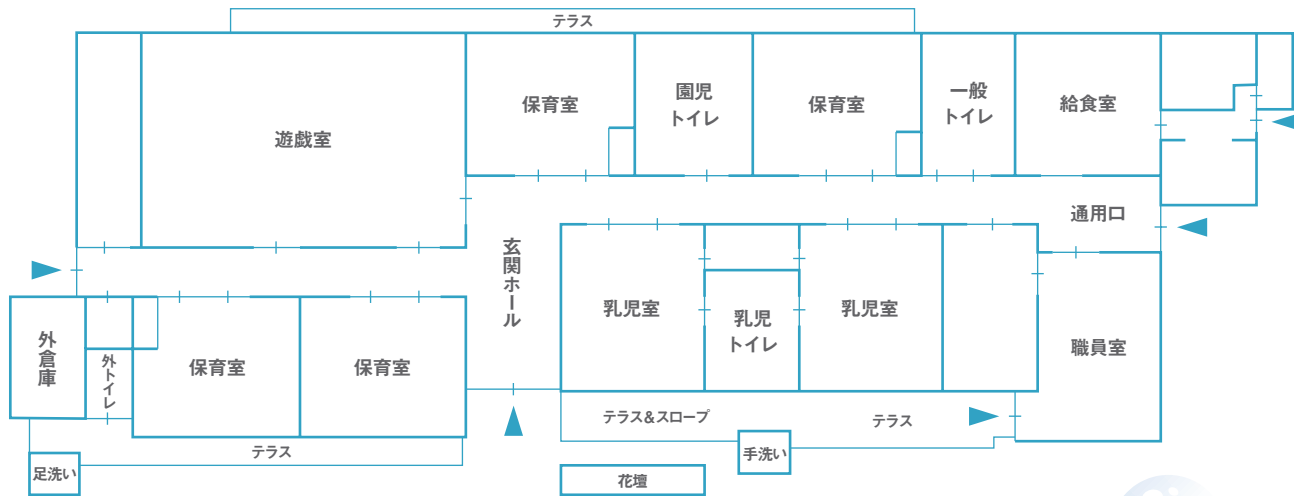 テラス
遊戯室
保育室
園児
トイレ
保育室
一般
トイレ
給食室
通用口
玄関ホール
乳児室
乳児
トイレ
乳児室
職員室
外倉庫
外トイレ
保育室
保育室
テラス&スロープ
テラス
テラス
手洗い
足洗い
花壇